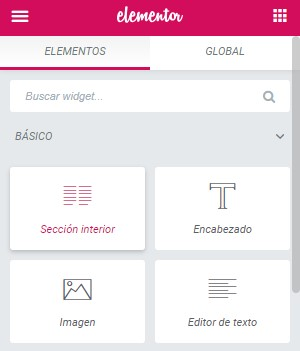 elementor
ELEMENTOS
GLOBAL
Buscar widget...
BÁSICO
Sección interior
Encabezado
Imagen
Editor de texto